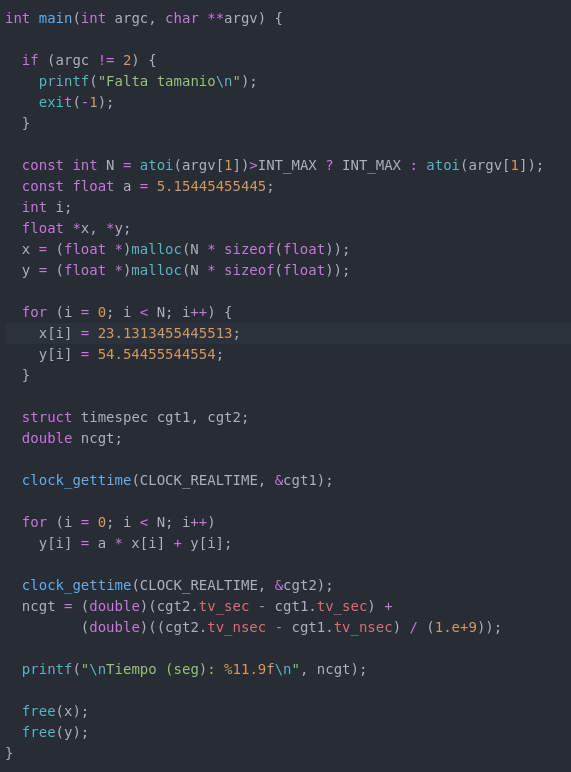 int main(int argc, char **argv) {
if (argc != 2) {
printf("Falta tamanio\n");
exit(-1);
}
const int N = atoi(argv[1])>INT_MAX ? INT_MAX : atoi(argv[1]);
const float a = 5.15445455445;
int i;
float *x, *y;
x = (float *)malloc(N * sizeof(float));
y = (float *)malloc(N * sizeof(float));
for (i = 0; i < N; i++) {
x[i] = 23.1313455445513;
y[i] = 54.54455544554;
}
struct timespec cgt1, cgt2;
double ncgt;
clock_gettime(CLOCK_REALTIME, &cgt1);
for (i = 0; i < N; i++)
y[i] = a * x[i] + y[i];
clock_gettime(CLOCK_REALTIME, &cgt2);
ncgt = (double)(cgt2.tv_sec - cgt1.tv_sec) +
(double)((cgt2.tv_nsec - cgt1.tv_nsec) / (1.e+9));
printf("\nTiempo (seg): %11.9f\n", ncgt);
free(x);
free(y);
}